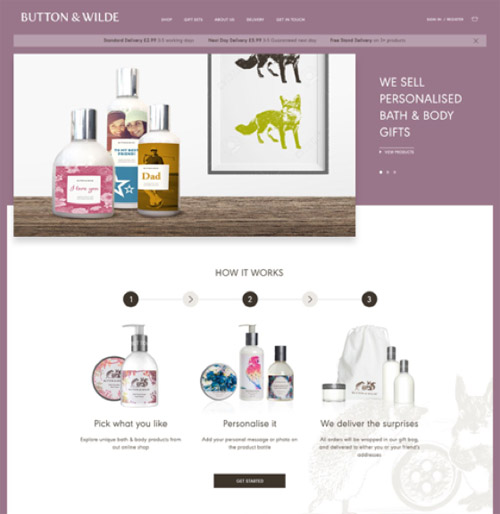 BUTTON & WILDE
SHOP GIFT SETS ABOUT US DELIVERY GET IN TOUCH
SIGN IN / REGISTER
Standard Delivery £2.99 3-5 working days Next Day Delivery £5.99 Guaranteed next day Free Stand Delivery on 3+ products
WE SELL
PERSONALISED
BATH & BODY
GIFTS
VIEW PRODUCTS
TO MY BEST
FRIEND!
I love you
Dad
HOW IT WORKS
1 2 3
Pick what you like
Explore unique bath & body products from
our online shop
Personalise it
Add your personal message or photo on
the product bottle
We deliver the surprises
All orders will be wrapped in our gift bag,
and delivered to either you or your friend's
addresses
GET STARTED